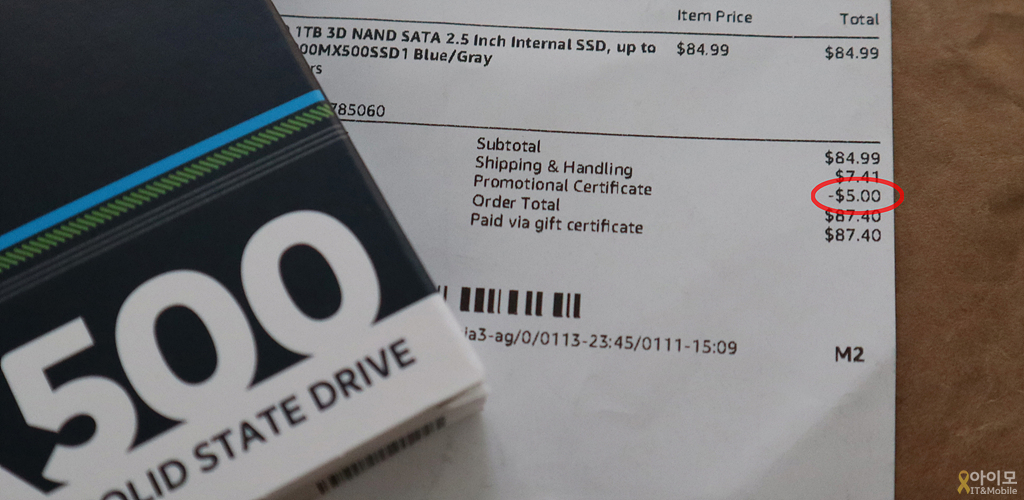 Item Price Total
1TB 3D NAND SATA 2.5 Inch Internal SSD, up to $84.99 $84.99
00MX500SSD1 Blue/Gray
rs
785060
Subtotal $84.99
Shipping & Handling $7.41
Promotional Certificate -$5.00
Order Total $87.40
Paid via gift certificate $87.40
ia3-ag/0/0113-23:45/0111-15:09
M2
500
OLID STATE DRIVE
아이모
IT&Mobile